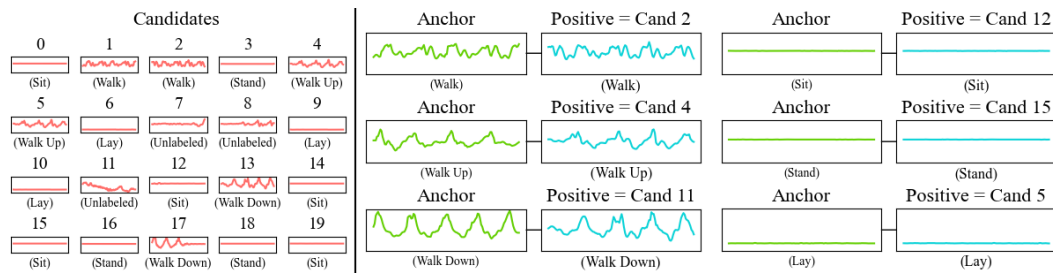 Candidates
0 1 2 3 4
(Sit) (Walk) (Walk) (Stand) (Walk Up)
5 6 7 8 9
(Walk Up) (Lay) (Unlabeled) (Unlabeled) (Lay)
10 11 12 13 14
(Lay) (Unlabeled) (Sit) (Walk Down) (Sit)
15 16 17 18 19
(Sit) (Stand) (Walk Down) (Stand) (Sit)
Anchor Positive = Cand 2
(Walk) (Walk)
Anchor Positive = Cand 4
(Walk Up) (Walk Up)
Anchor Positive = Cand 11
(Walk Down) (Walk Down)
Anchor Positive = Cand 12
(Sit) (Sit)
Anchor Positive = Cand 15
(Stand) (Stand)
Anchor Positive = Cand 5
(Lay) (Lay)